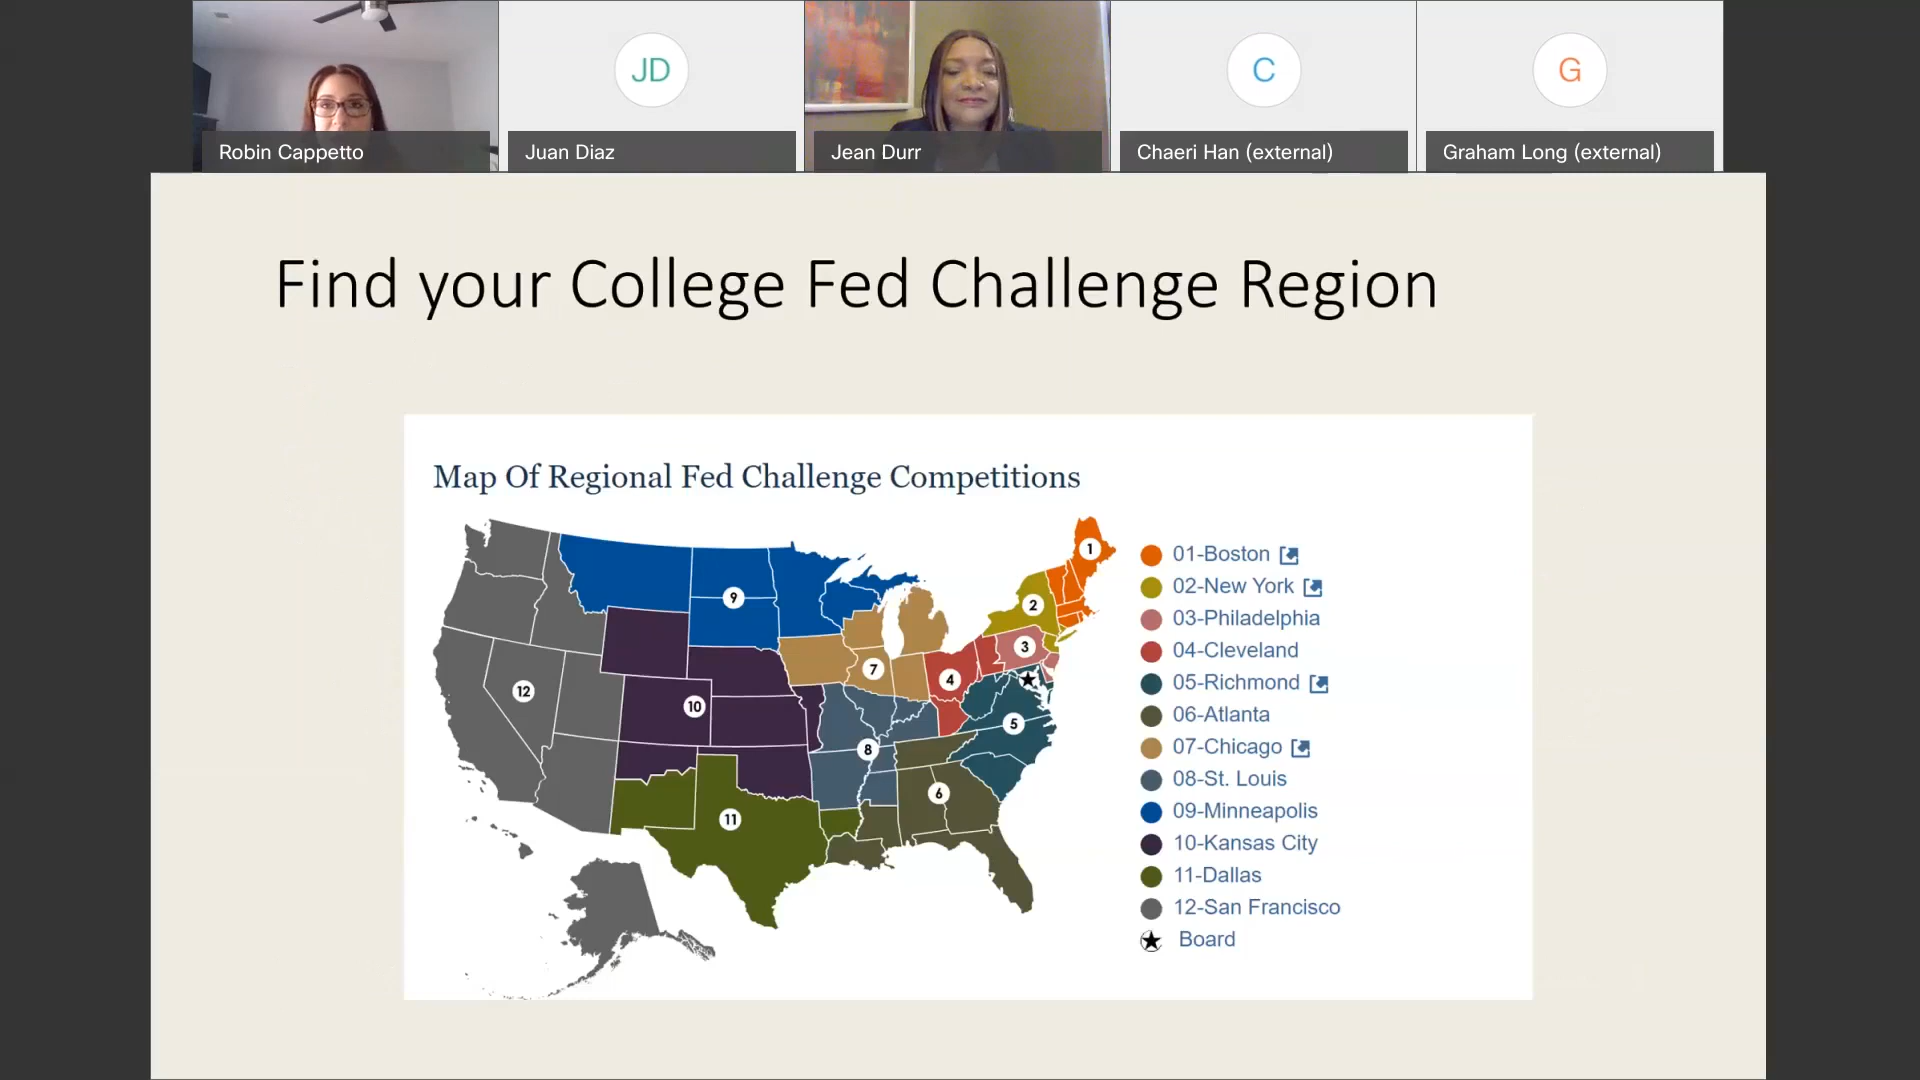 Robin Cappetto
JD
Juan Diaz
Jean Durr
C
Chaeri Han (external)
G
Graham Long (external)
Find your College Fed Challenge Region
Map Of Regional Fed Challenge Competitions
1
2
3
4
5
6
7
8
9
10
11
12
01-Boston
02-New York
03-Philadelphia
04-Cleveland
05-Richmond
06-Atlanta
07-Chicago
08-St. Louis
09-Minneapolis
10-Kansas City
11-Dallas
12-San Francisco
Board